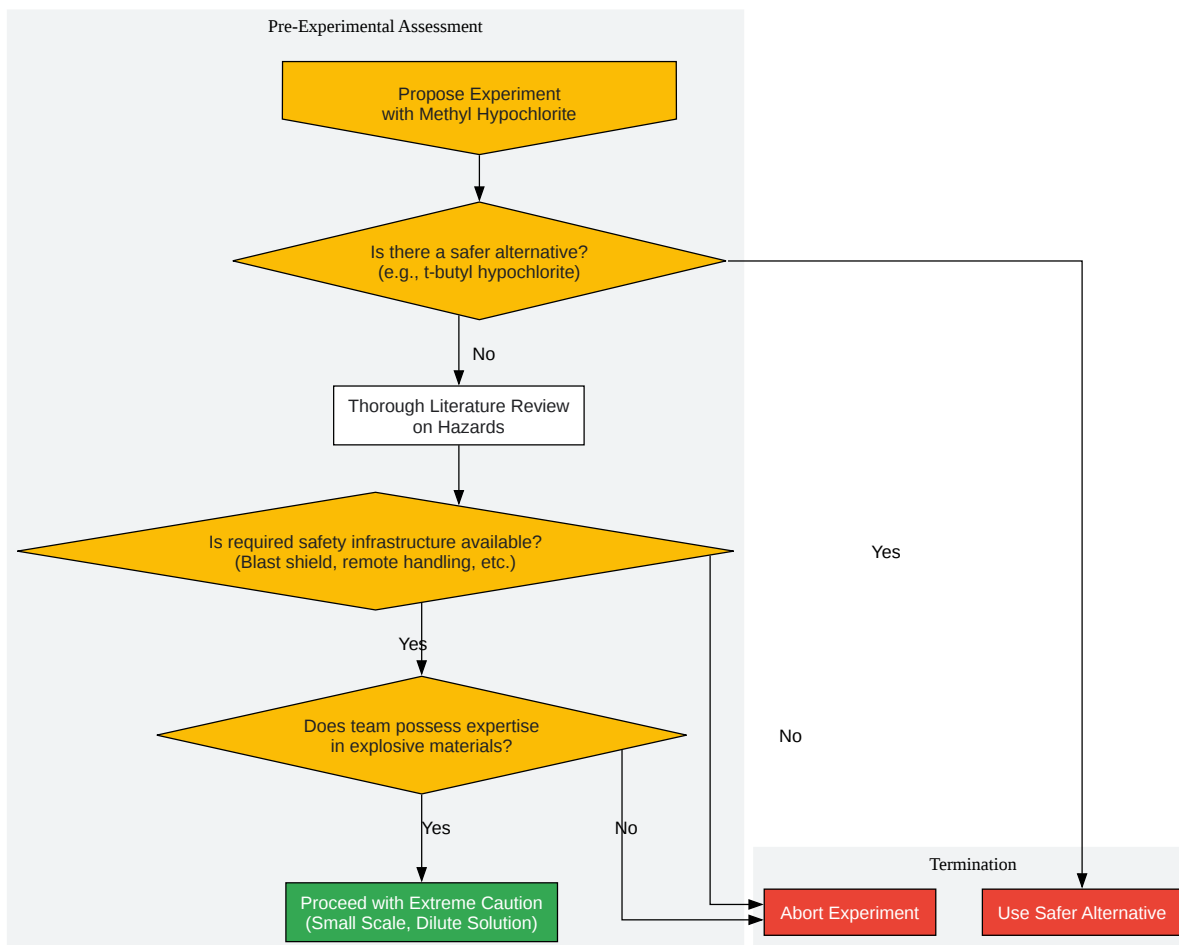 Pre-Experimental Assessment
Propose Experiment
with Methyl Hypochlorite
Is there a safer alternative?
(e.g., t-butyl hypochlorite)
No
Thorough Literature Review
on Hazards
Is required safety infrastructure available?
(Blast shield, remote handling, etc.)
Yes
Yes
Does team possess expertise
in explosive materials?
No
Yes
No
Termination
Proceed with Extreme Caution
(Small Scale, Dilute Solution)
Abort Experiment
Use Safer Alternative